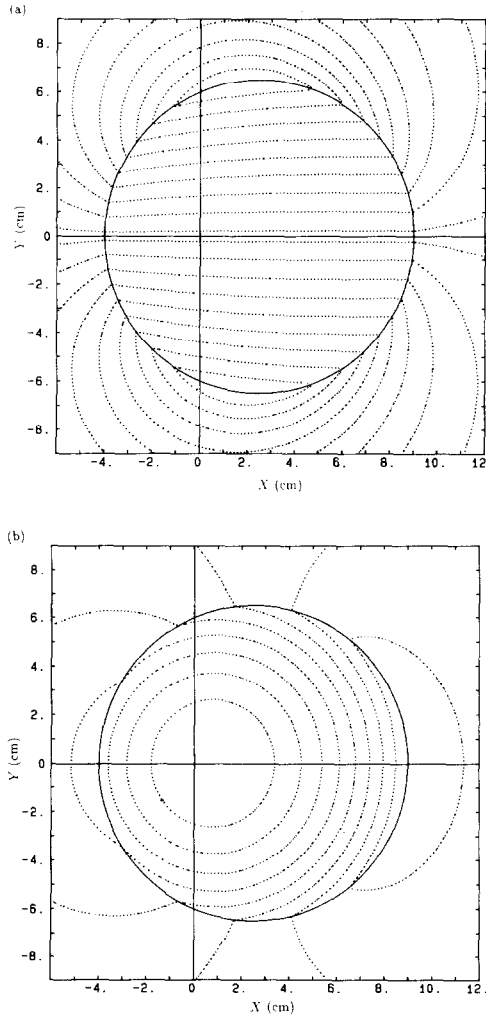 (a)
8.
6.
4.
2.
0
-2.
-4.
-6.
-8.
Y (cm)
-4. -2. 0 2. 4. 6. 8. 10. 12.
X (cm)
(b)
8.
6.
4.
2.
0
-2.
-4.
-6.
-8.
Y (cm)
-4. -2. 0 2. 4. 6. 8. 10. 12.
X (cm)